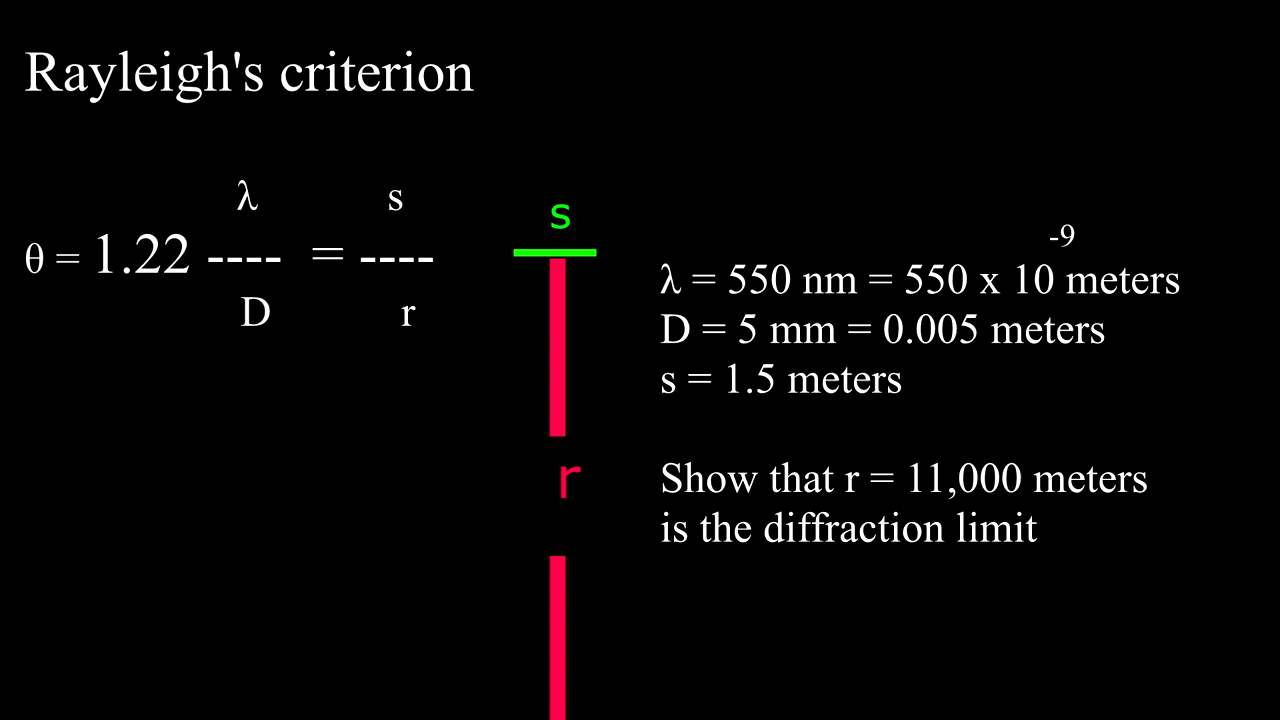 Rayleigh's criterion
λ s
θ = 1.22 ---- = ----
D r
s
r
-9
λ = 550 nm = 550 x 10 meters
D = 5 mm = 0.005 meters
s = 1.5 meters
Show that r = 11,000 meters
is the diffraction limit